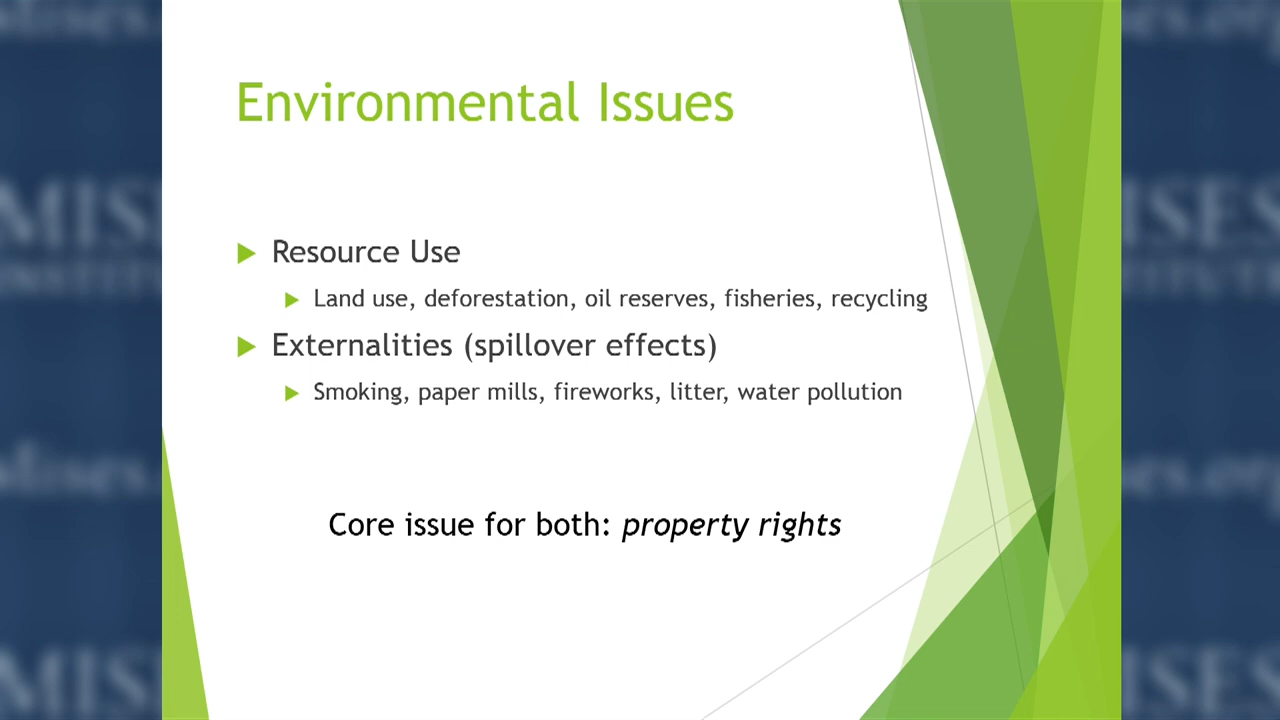 Environmental Issues
Resource Use
Land use, deforestation, oil reserves, fisheries, recycling
Externalities (spillover effects)
Smoking, paper mills, fireworks, litter, water pollution
Core issue for both: property rights